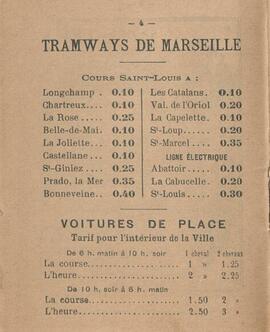 — 4 —
TRAMWAYS DE MARSEILLE
COURS SAINT-LOUIS A :
Longchamp. 0.10
Chartreux.... 0.10
La Rose.... 0.25
Belle-de-Mai. 0.10
La Joliette... 0.10
Castellane ... 0.10
St-Giniez.... 0.25
Prado, la Mer 0.35
Bonneveine.. 0.40
Les Catalans. 0.10
Val. de l'Oriol 0.20
La Capelette. 0.10
St-Loup..... 0.20
St-Marcel .. 0.35
LIGNE ÉLECTRIQUE
Abattoir.... 0.10
La Cabucelle. 0.20
St-Louis.... 0.30
VOITURES DE PLACE
Tarif pour l'intérieur de la Ville
De 6 h. matin à 10 h. soir 1 cheval 2 chevaux
La course.... 1 » 1.25
L'heure.... 2 » 2.25
De 10 h. soir à 6 h. matin
La course.... 1.50 2 »
L'heure.... 2.50 3 »